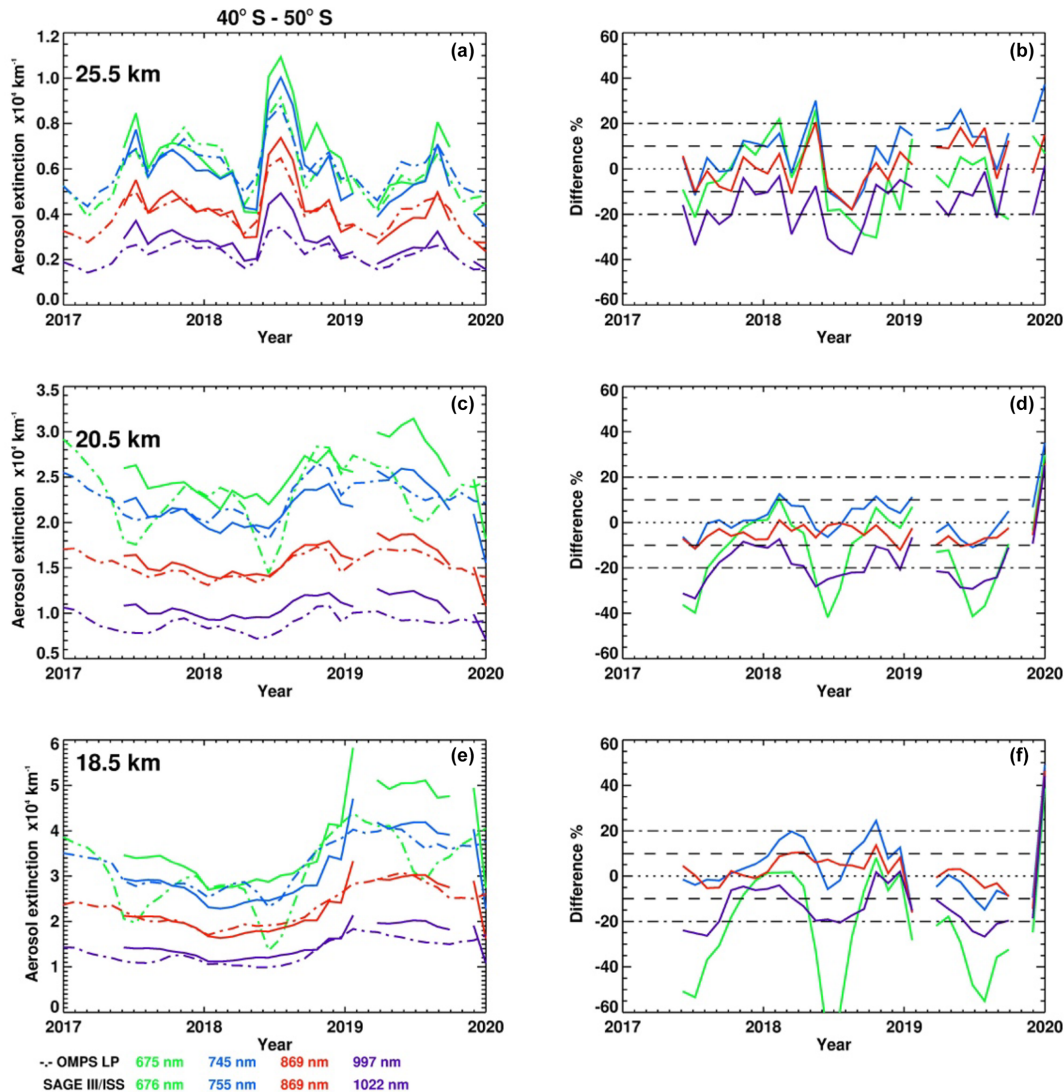 40° S - 50° S
(a)
25.5 km
Aerosol extinction x10⁴ km⁻¹
1.2
1.0
0.8
0.6
0.4
0.2
0.0
2017 2018 2019 2020
Year
(b)
Difference %
60
40
20
0
-20
-40
-60
2017 2018 2019 2020
Year
(c)
20.5 km
Aerosol extinction x10⁴ km⁻¹
3.5
3.0
2.5
2.0
1.5
1.0
0.5
2017 2018 2019 2020
Year
(d)
Difference %
60
40
20
0
-20
-40
-60
2017 2018 2019 2020
Year
(e)
18.5 km
Aerosol extinction x10⁴ km⁻¹
6
5
4
3
2
1
0
2017 2018 2019 2020
Year
(f)
Difference %
60
40
20
0
-20
-40
-60
2017 2018 2019 2020
Year
-.- OMPS LP 675 nm 745 nm 869 nm 997 nm
SAGE III/ISS 676 nm 755 nm 869 nm 1022 nm